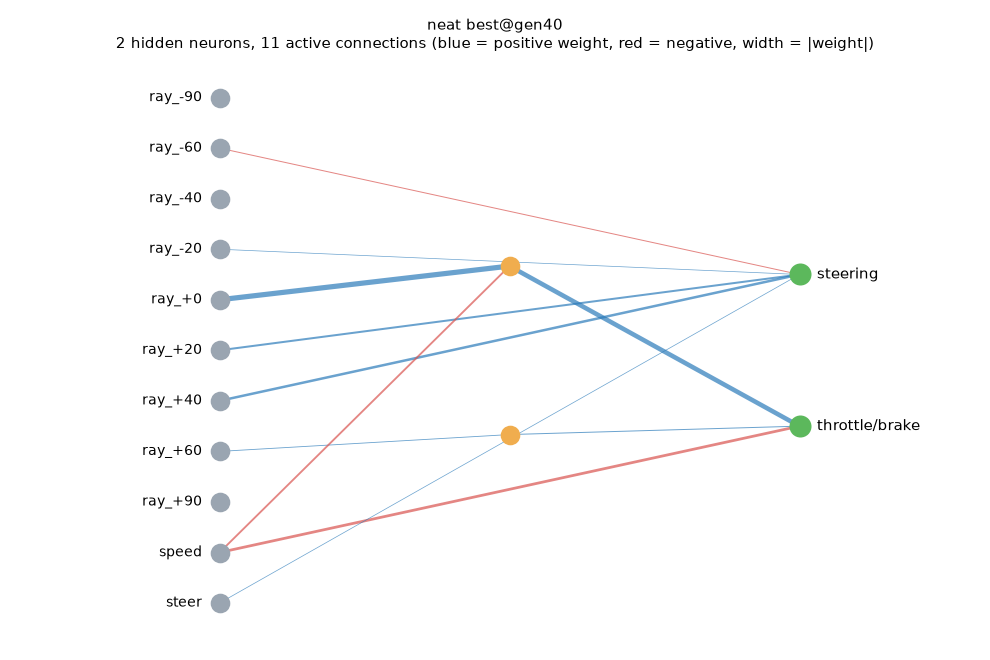 neat best@gen40
2 hidden neurons, 11 active connections (blue = positive weight, red = negative, width = |weight|)
ray_-90
ray_-60
ray_-40
ray_-20
ray_+0
ray_+20
ray_+40
ray_+60
ray_+90
speed
steer
steering
throttle/brake